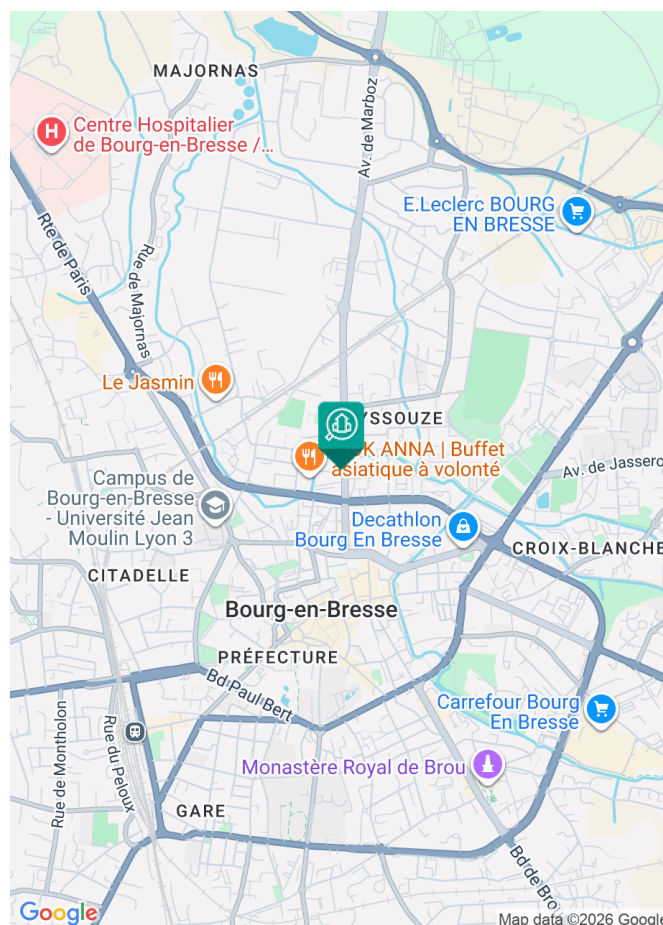 MAJORNAS
Av. de Marboz
H
Centre Hospitalier
de Bourg-en-Bresse /...
E.Leclerc BOURG
EN BRESSE
Rte de Paris
Rue de Majornas
Le Jasmin
YSSOUZE
OK ANNA | Buffet
asiatique à volonté
Av. de Jassero
Campus de
Bourg-en-Bresse
- Université Jean
Moulin Lyon 3
Decathlon
Bourg En Bresse
CROIX-BLANCHE
CITADELLE
Bourg-en-Bresse
PRÉFECTURE
Bd Paul Bert
Carrefour Bourg
En Bresse
Rue de Montholon
Rue du Peloux
Monastère Royal de Brou
GARE
Bd de Bro
Google
Map data ©2026 Google